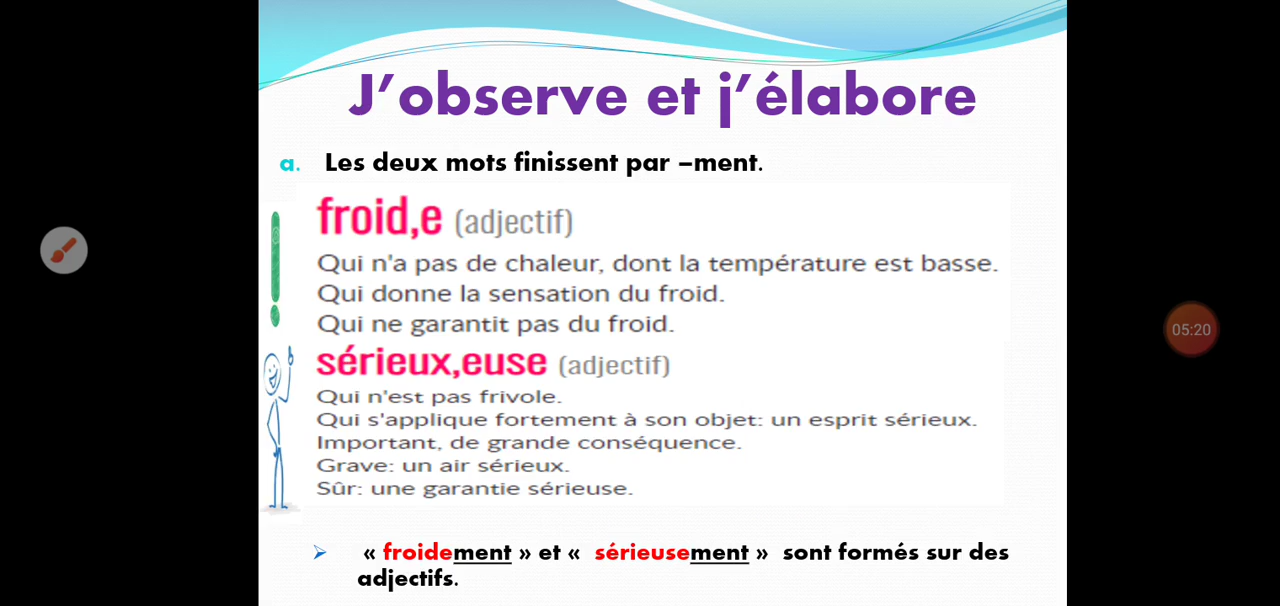 J'observe et j'élabore
a. Les deux mots finissent par –ment.
froid,e (adjectif)
Qui n'a pas de chaleur, dont la température est basse.
Qui donne la sensation du froid.
Qui ne garantit pas du froid.
sérieux,euse (adjectif)
Qui n'est pas frivole.
Qui s'applique fortement à son objet: un esprit sérieux.
Important, de grande conséquence.
Grave: un air sérieux.
Sûr: une garantie sérieuse.
05:20
➢ « froidement » et « sérieusement » sont formés sur des
adjectifs.